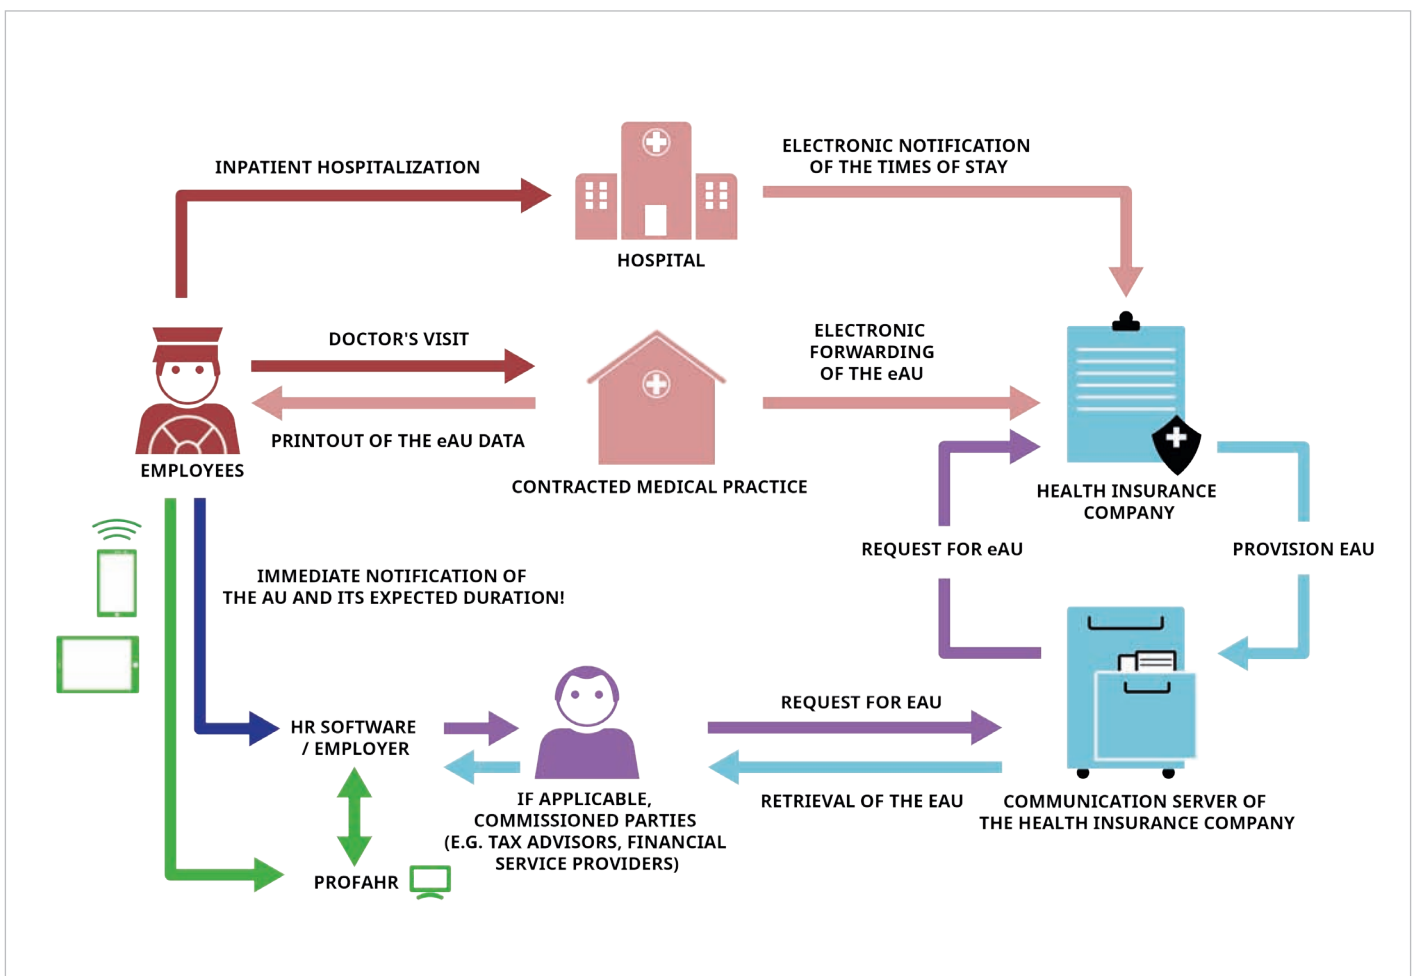 INPATIENT HOSPITALIZATION
ELECTRONIC NOTIFICATION
OF THE TIMES OF STAY
HOSPITAL
DOCTOR'S VISIT
ELECTRONIC
FORWARDING
OF THE eAU
PRINTOUT OF THE eAU DATA
EMPLOYEES
CONTRACTED MEDICAL PRACTICE
HEALTH INSURANCE
COMPANY
REQUEST FOR eAU
PROVISION EAU
IMMEDIATE NOTIFICATION OF
THE AU AND ITS EXPECTED DURATION!
HR SOFTWARE
/ EMPLOYER
REQUEST FOR EAU
RETRIEVAL OF THE EAU
IF APPLICABLE,
COMMISSIONED PARTIES
(E.G. TAX ADVISORS, FINANCIAL
SERVICE PROVIDERS)
COMMUNICATION SERVER OF
THE HEALTH INSURANCE COMPANY
PROFAHR